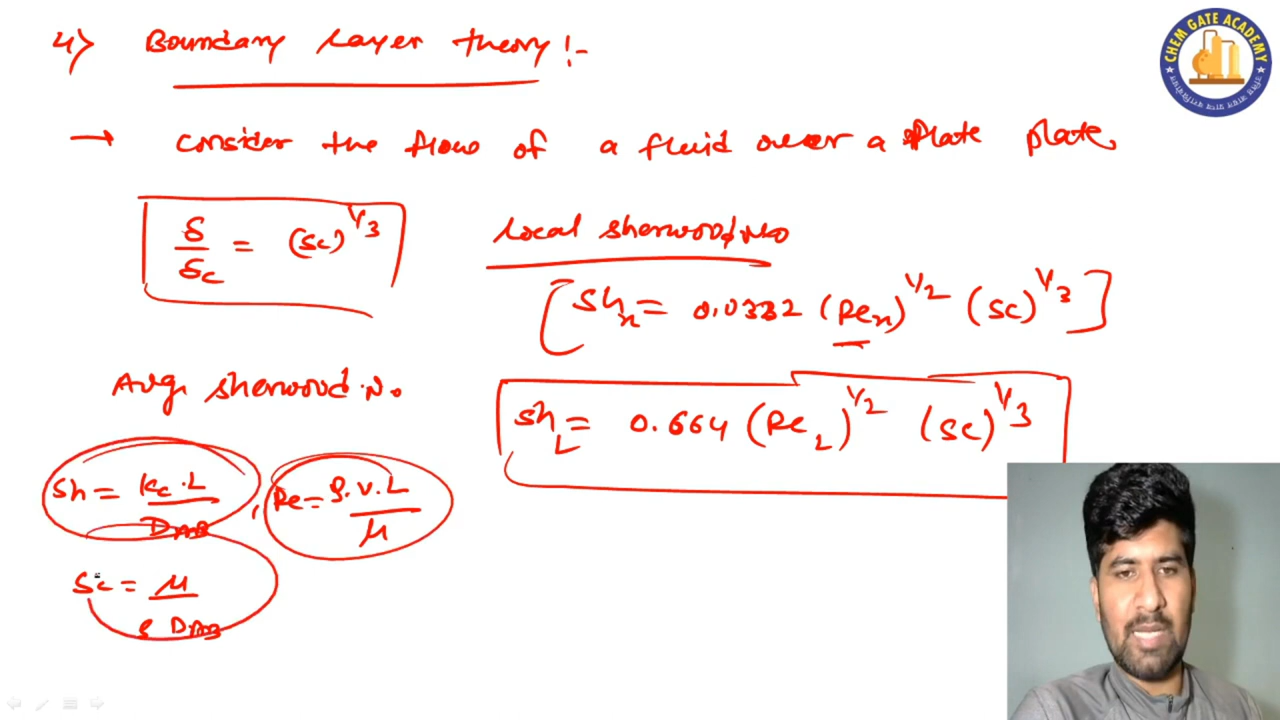 4) Boundary layer theory :-
→ consider the flow of a fluid over a flate plate
δ/δc = (Sc)^1/3
local sherwood No
[Shx = 0.0332 (Rex)^1/2 (Sc)^1/3]
Avg. sherwood. No.
ShL = 0.664 (ReL)^1/2 (Sc)^1/3
Sh = kc.L/DAB , Re = ρ.v.L/μ
Sc = μ/ρ DAB
CHEM GATE ACADEMY